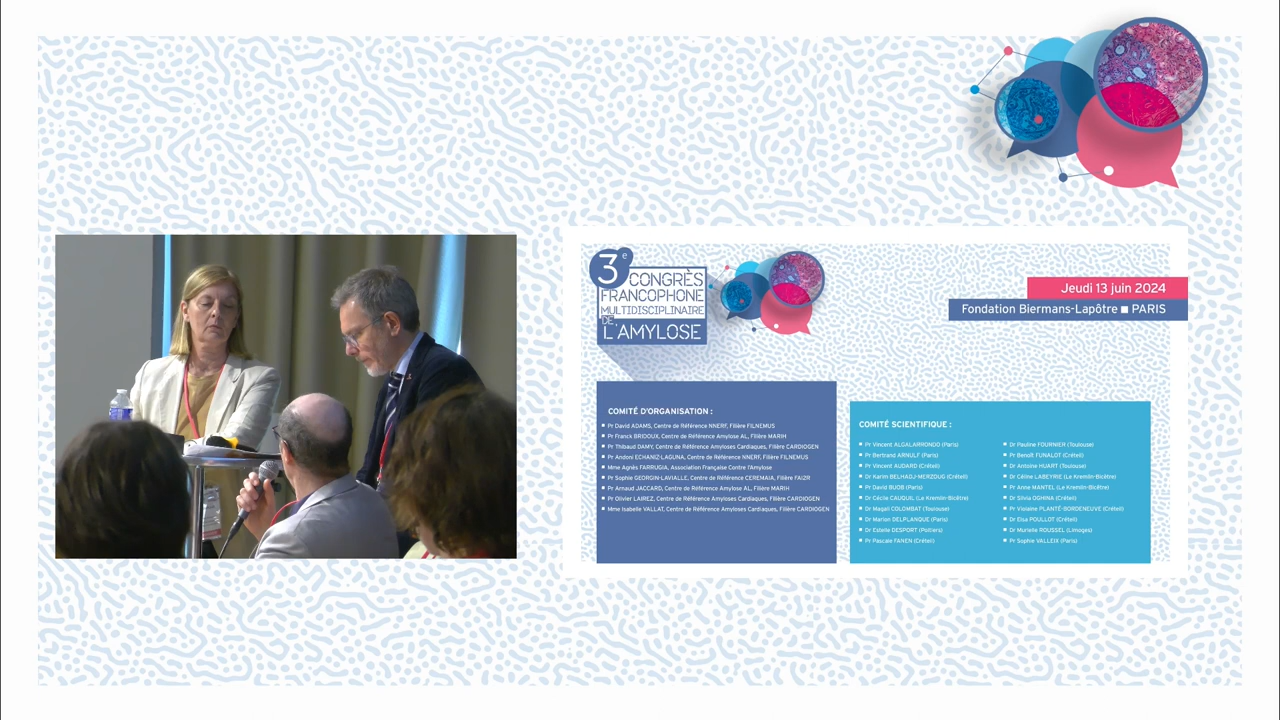 3e
CONGRÈS
FRANCOPHONE
MULTIDISCIPLINAIRE
DE
L'AMYLOSE
Jeudi 13 juin 2024
Fondation Biermans-Lapôtre ■ PARIS
COMITÉ D'ORGANISATION :
Pr David ADAMS, Centre de Référence NNERF, Filière FILNEMUS
Pr Franck BRIDOUX, Centre de Référence Amylose AL, Filière MARIH
Pr Thibaud DAMY, Centre de Référence Amyloses Cardiaques, Filière CARDIOGEN
Pr Andoni ECHANIZ-LAGUNA, Centre de Référence NNERF, Filière FILNEMUS
Mme Agnès FARRUGIA, Association Française Contre l'Amylose
Pr Sophie GEORGIN-LAVIALLE, Centre de Référence CEREMAIA, Filière FAI2R
Pr Arnaud JACCARD, Centre de Référence Amylose AL, Filière MARIH
Pr Olivier LAIREZ, Centre de Référence Amyloses Cardiaques, Filière CARDIOGEN
Mme Isabelle VALLAT, Centre de Référence Amyloses Cardiaques, Filière CARDIOGEN
COMITÉ SCIENTIFIQUE :
Pr Vincent ALGALARRONDO (Paris)
Pr Bertrand ARNULF (Paris)
Pr Vincent AUDARD (Créteil)
Dr Karim BELHADJ-MERZOUG (Créteil)
Pr David BUOB (Paris)
Dr Cécile CAUQUIL (Le Kremlin-Bicêtre)
Dr Magali COLOMBAT (Toulouse)
Dr Marion DELPLANQUE (Paris)
Dr Estelle DESPORT (Poitiers)
Pr Pascale FANEN (Créteil)
Dr Pauline FOURNIER (Toulouse)
Pr Benoît FUNALOT (Créteil)
Dr Antoine HUART (Toulouse)
Dr Céline LABEYRIE (Le Kremlin-Bicêtre)
Pr Anne MANTEL (Le Kremlin-Bicêtre)
Dr Silvia OGHINA (Créteil)
Pr Violaine PLANTÉ-BORDENEUVE (Créteil)
Dr Elsa POULLOT (Créteil)
Dr Murielle ROUSSEL (Limoges)
Pr Sophie VALLEIX (Paris)